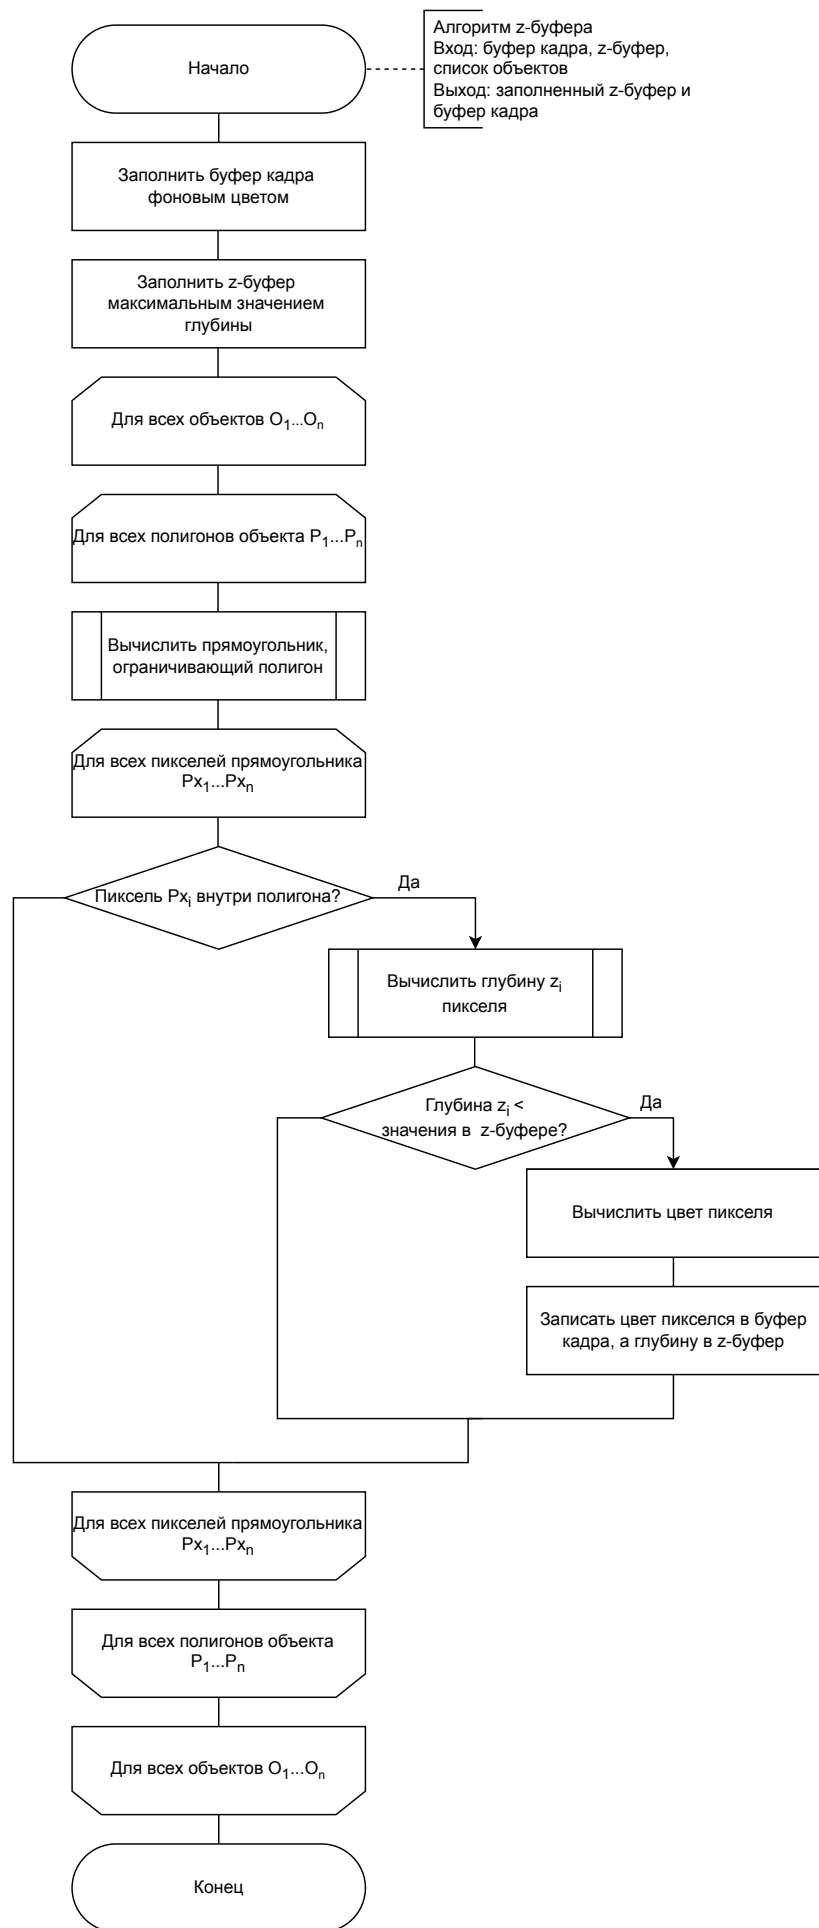 Начало
Алгоритм z-буфера
Вход: буфер кадра, z-буфер,
список объектов
Выход: заполненный z-буфер и
буфер кадра
Заполнить буфер кадра
фоновым цветом
Заполнить z-буфер
максимальным значением
глубины
Для всех объектов O₁...Oₙ
Для всех полигонов объекта P₁...Pₙ
Вычислить прямоугольник,
ограничивающий полигон
Для всех пикселей прямоугольника
Px₁...Pxₙ
Пиксель Pxᵢ внутри полигона?
Да
Вычислить глубину zᵢ
пикселя
Глубина zᵢ <
значения в z-буфере?
Да
Вычислить цвет пикселя
Записать цвет пикселся в буфер
кадра, а глубину в z-буфер
Для всех пикселей прямоугольника
Px₁...Pxₙ
Для всех полигонов объекта
P₁...Pₙ
Для всех объектов O₁...Oₙ
Конец